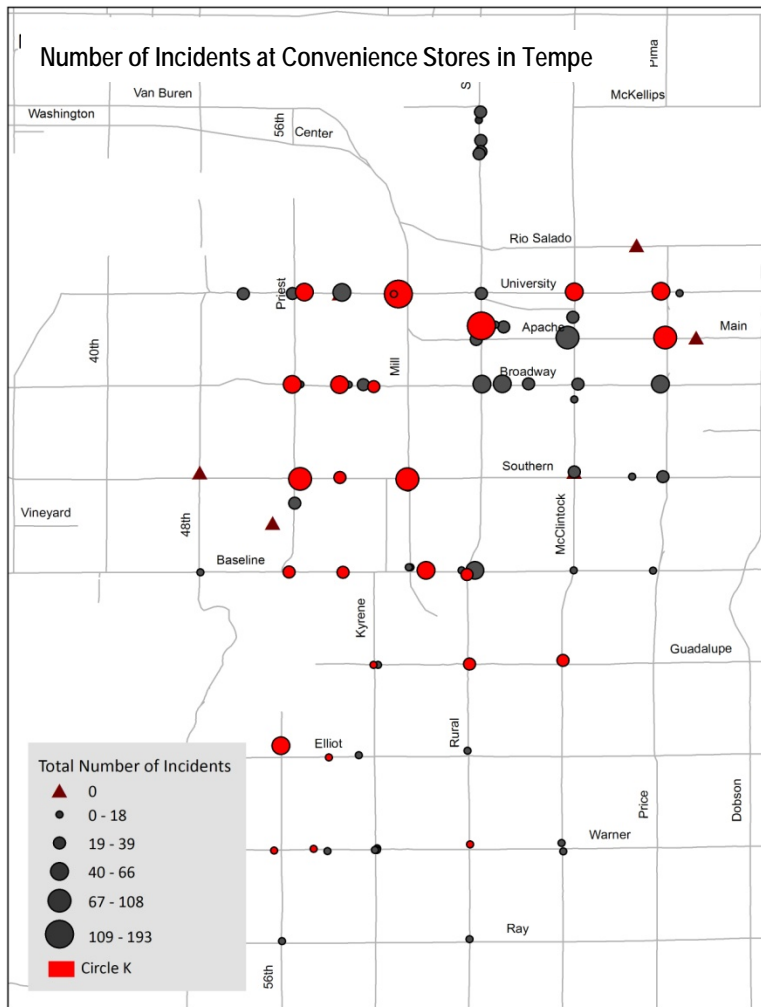 Number of Incidents at Convenience Stores in Tempe
Pima
S
Van Buren
McKellips
Washington
56th
Center
Rio Salado
University
Priest
Apache
Main
40th
Mill
Broadway
Southern
Vineyard
48th
McClintock
Baseline
Kyrene
Guadalupe
Rural
Elliot
Price
Dobson
Warner
Ray
56th
Total Number of Incidents
0
0 - 18
19 - 39
40 - 66
67 - 108
109 - 193
Circle K